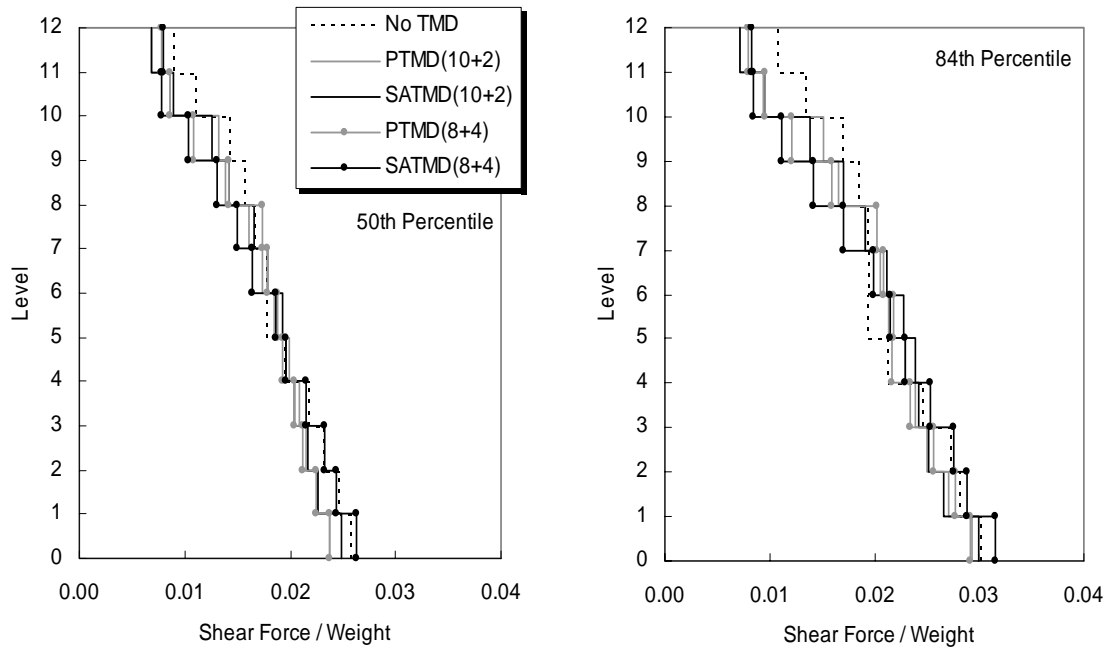 No TMD
PTMD(10+2)
SATMD(10+2)
PTMD(8+4)
SATMD(8+4)
50th Percentile
Level
12
11
10
9
8
7
6
5
4
3
2
1
0
0.00 0.01 0.02 0.03 0.04
Shear Force / Weight
84th Percentile
Level
12
11
10
9
8
7
6
5
4
3
2
1
0
0.00 0.01 0.02 0.03 0.04
Shear Force / Weight